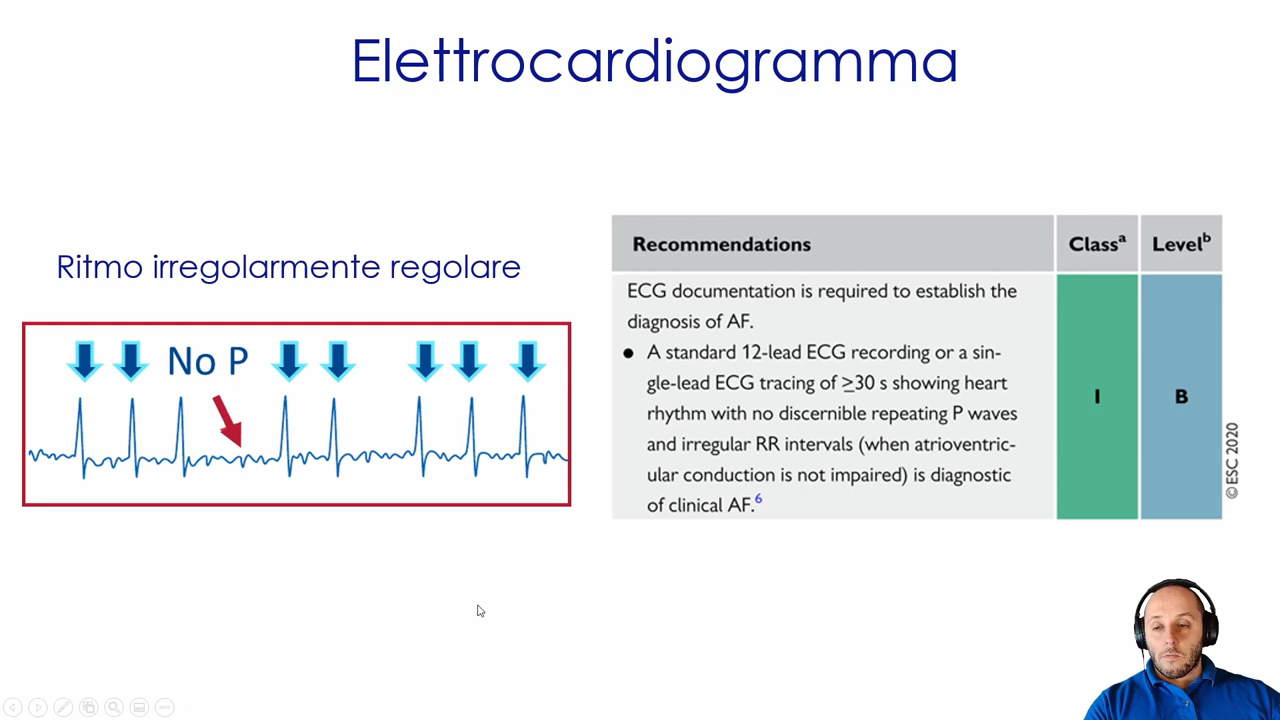 Elettrocardiogramma
Ritmo irregolarmente regolare
No P
Recommendations Classᵃ Levelᵇ
ECG documentation is required to establish the
diagnosis of AF.
● A standard 12-lead ECG recording or a sin-
gle-lead ECG tracing of ≥30 s showing heart
rhythm with no discernible repeating P waves
and irregular RR intervals (when atrioventric-
ular conduction is not impaired) is diagnostic
of clinical AF.⁶
I B
©ESC 2020